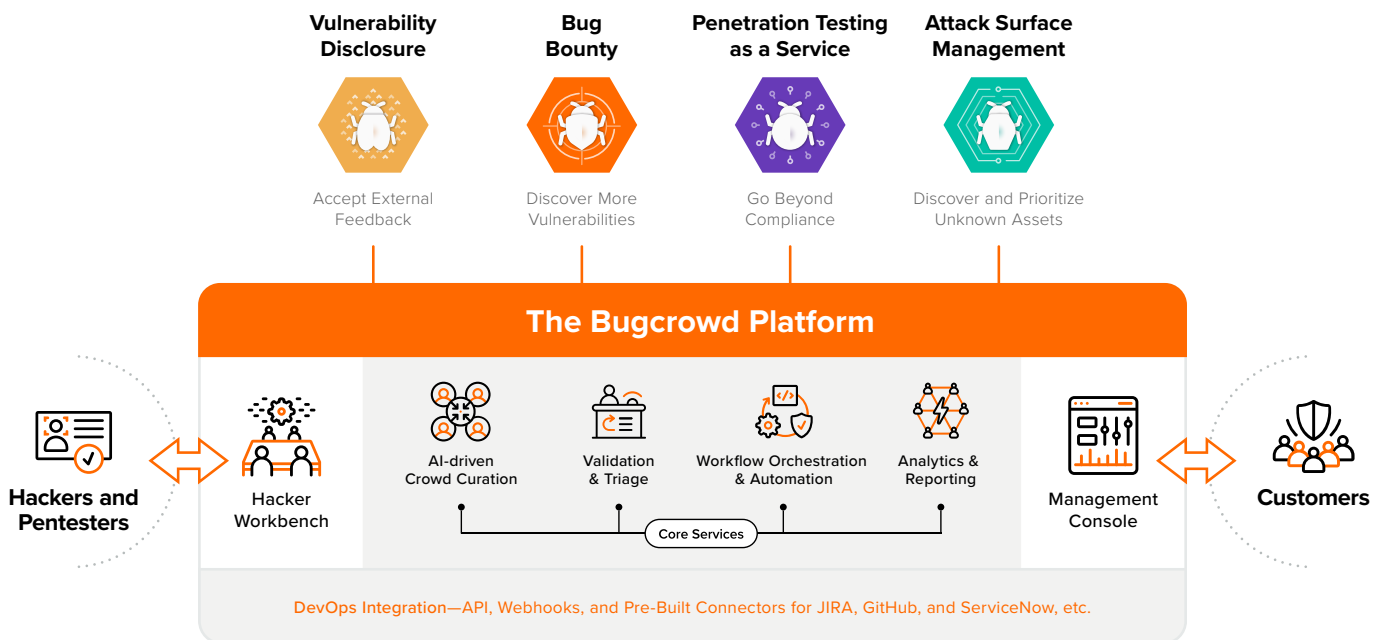 Vulnerability
Disclosure
Bug
Bounty
Penetration Testing
as a Service
Attack Surface
Management
Accept External
Feedback
Discover More
Vulnerabilities
Go Beyond
Compliance
Discover and Prioritize
Unknown Assets
The Bugcrowd Platform
Hackers and
Pentesters
Hacker
Workbench
</>
AI-driven
Crowd Curation
Validation
& Triage
Workflow Orchestration
& Automation
Analytics &
Reporting
Core Services
Management
Console
Customers
DevOps Integration—API, Webhooks, and Pre-Built Connectors for JIRA, GitHub, and ServiceNow, etc.